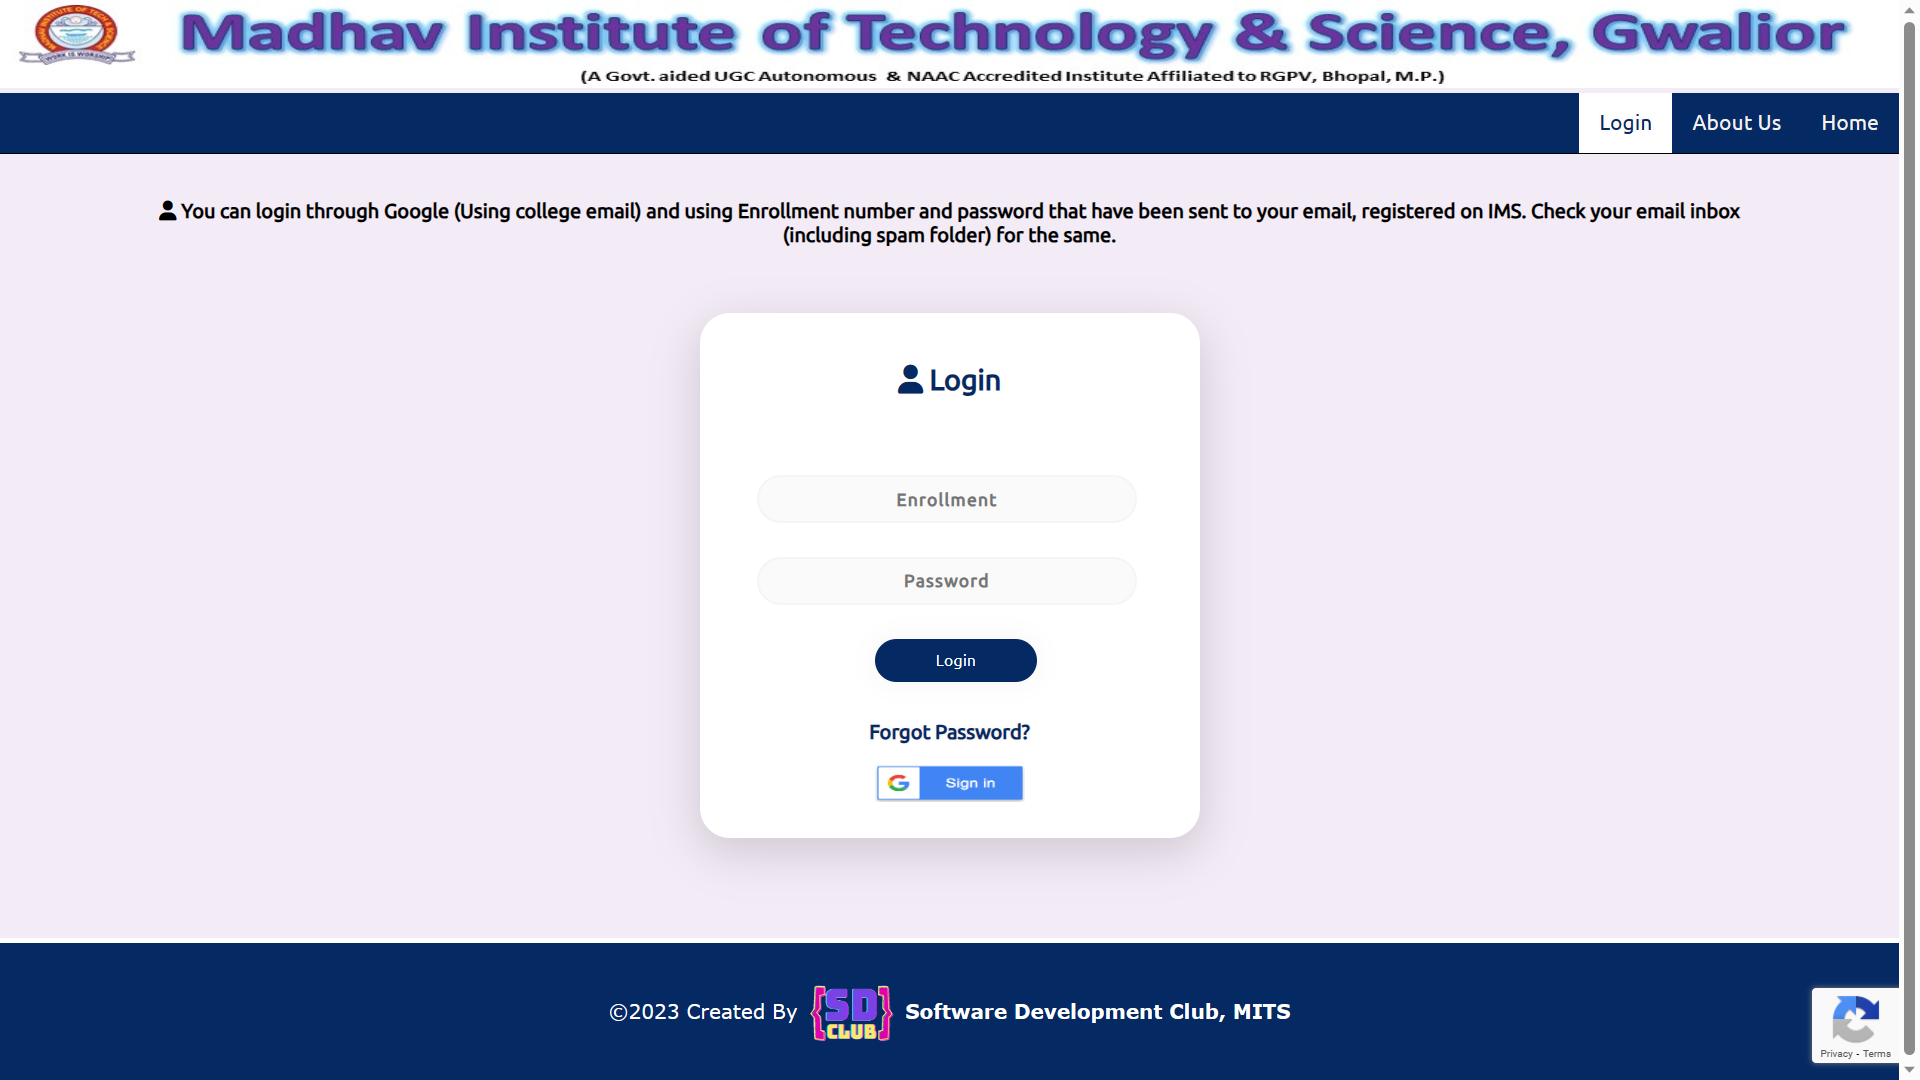 Madhav Institute of Technology & Science, Gwalior
(A Govt. aided UGC Autonomous & NAAC Accredited Institute Affiliated to RGPV, Bhopal, M.P.)
Login About Us Home
You can login through Google (Using college email) and using Enrollment number and password that have been sent to your email, registered on IMS. Check your email inbox
(including spam folder) for the same.
Login
Enrollment
Password
Login
Forgot Password?
Sign in
©2023 Created By {SD CLUB} Software Development Club, MITS
Privacy - Terms